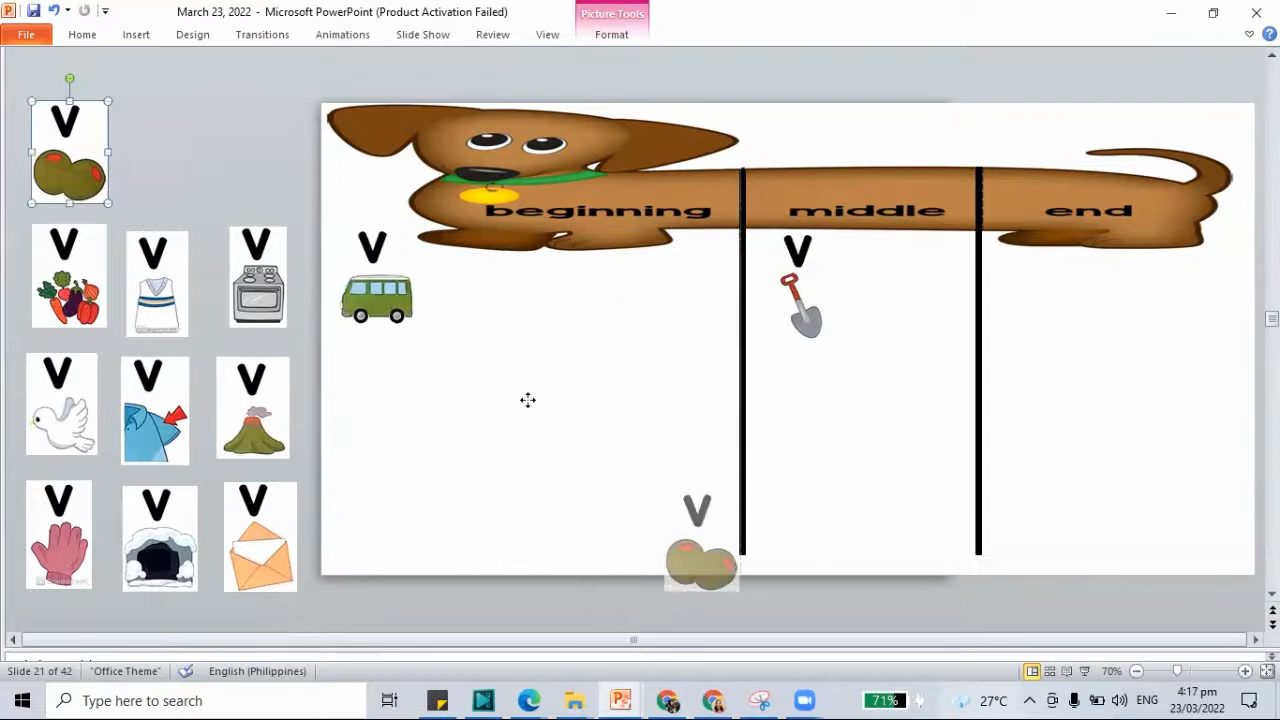 March 23, 2022 - Microsoft PowerPoint (Product Activation Failed)
Picture Tools
File Home Insert Design Transitions Animations Slide Show Review View Format
V
beginning middle end
V V V V V
V V V
V V V
V
Slide 21 of 42 "Office Theme" English (Philippines) 70%
Type here to search 71% 27°C ENG 4:17 pm
23/03/2022